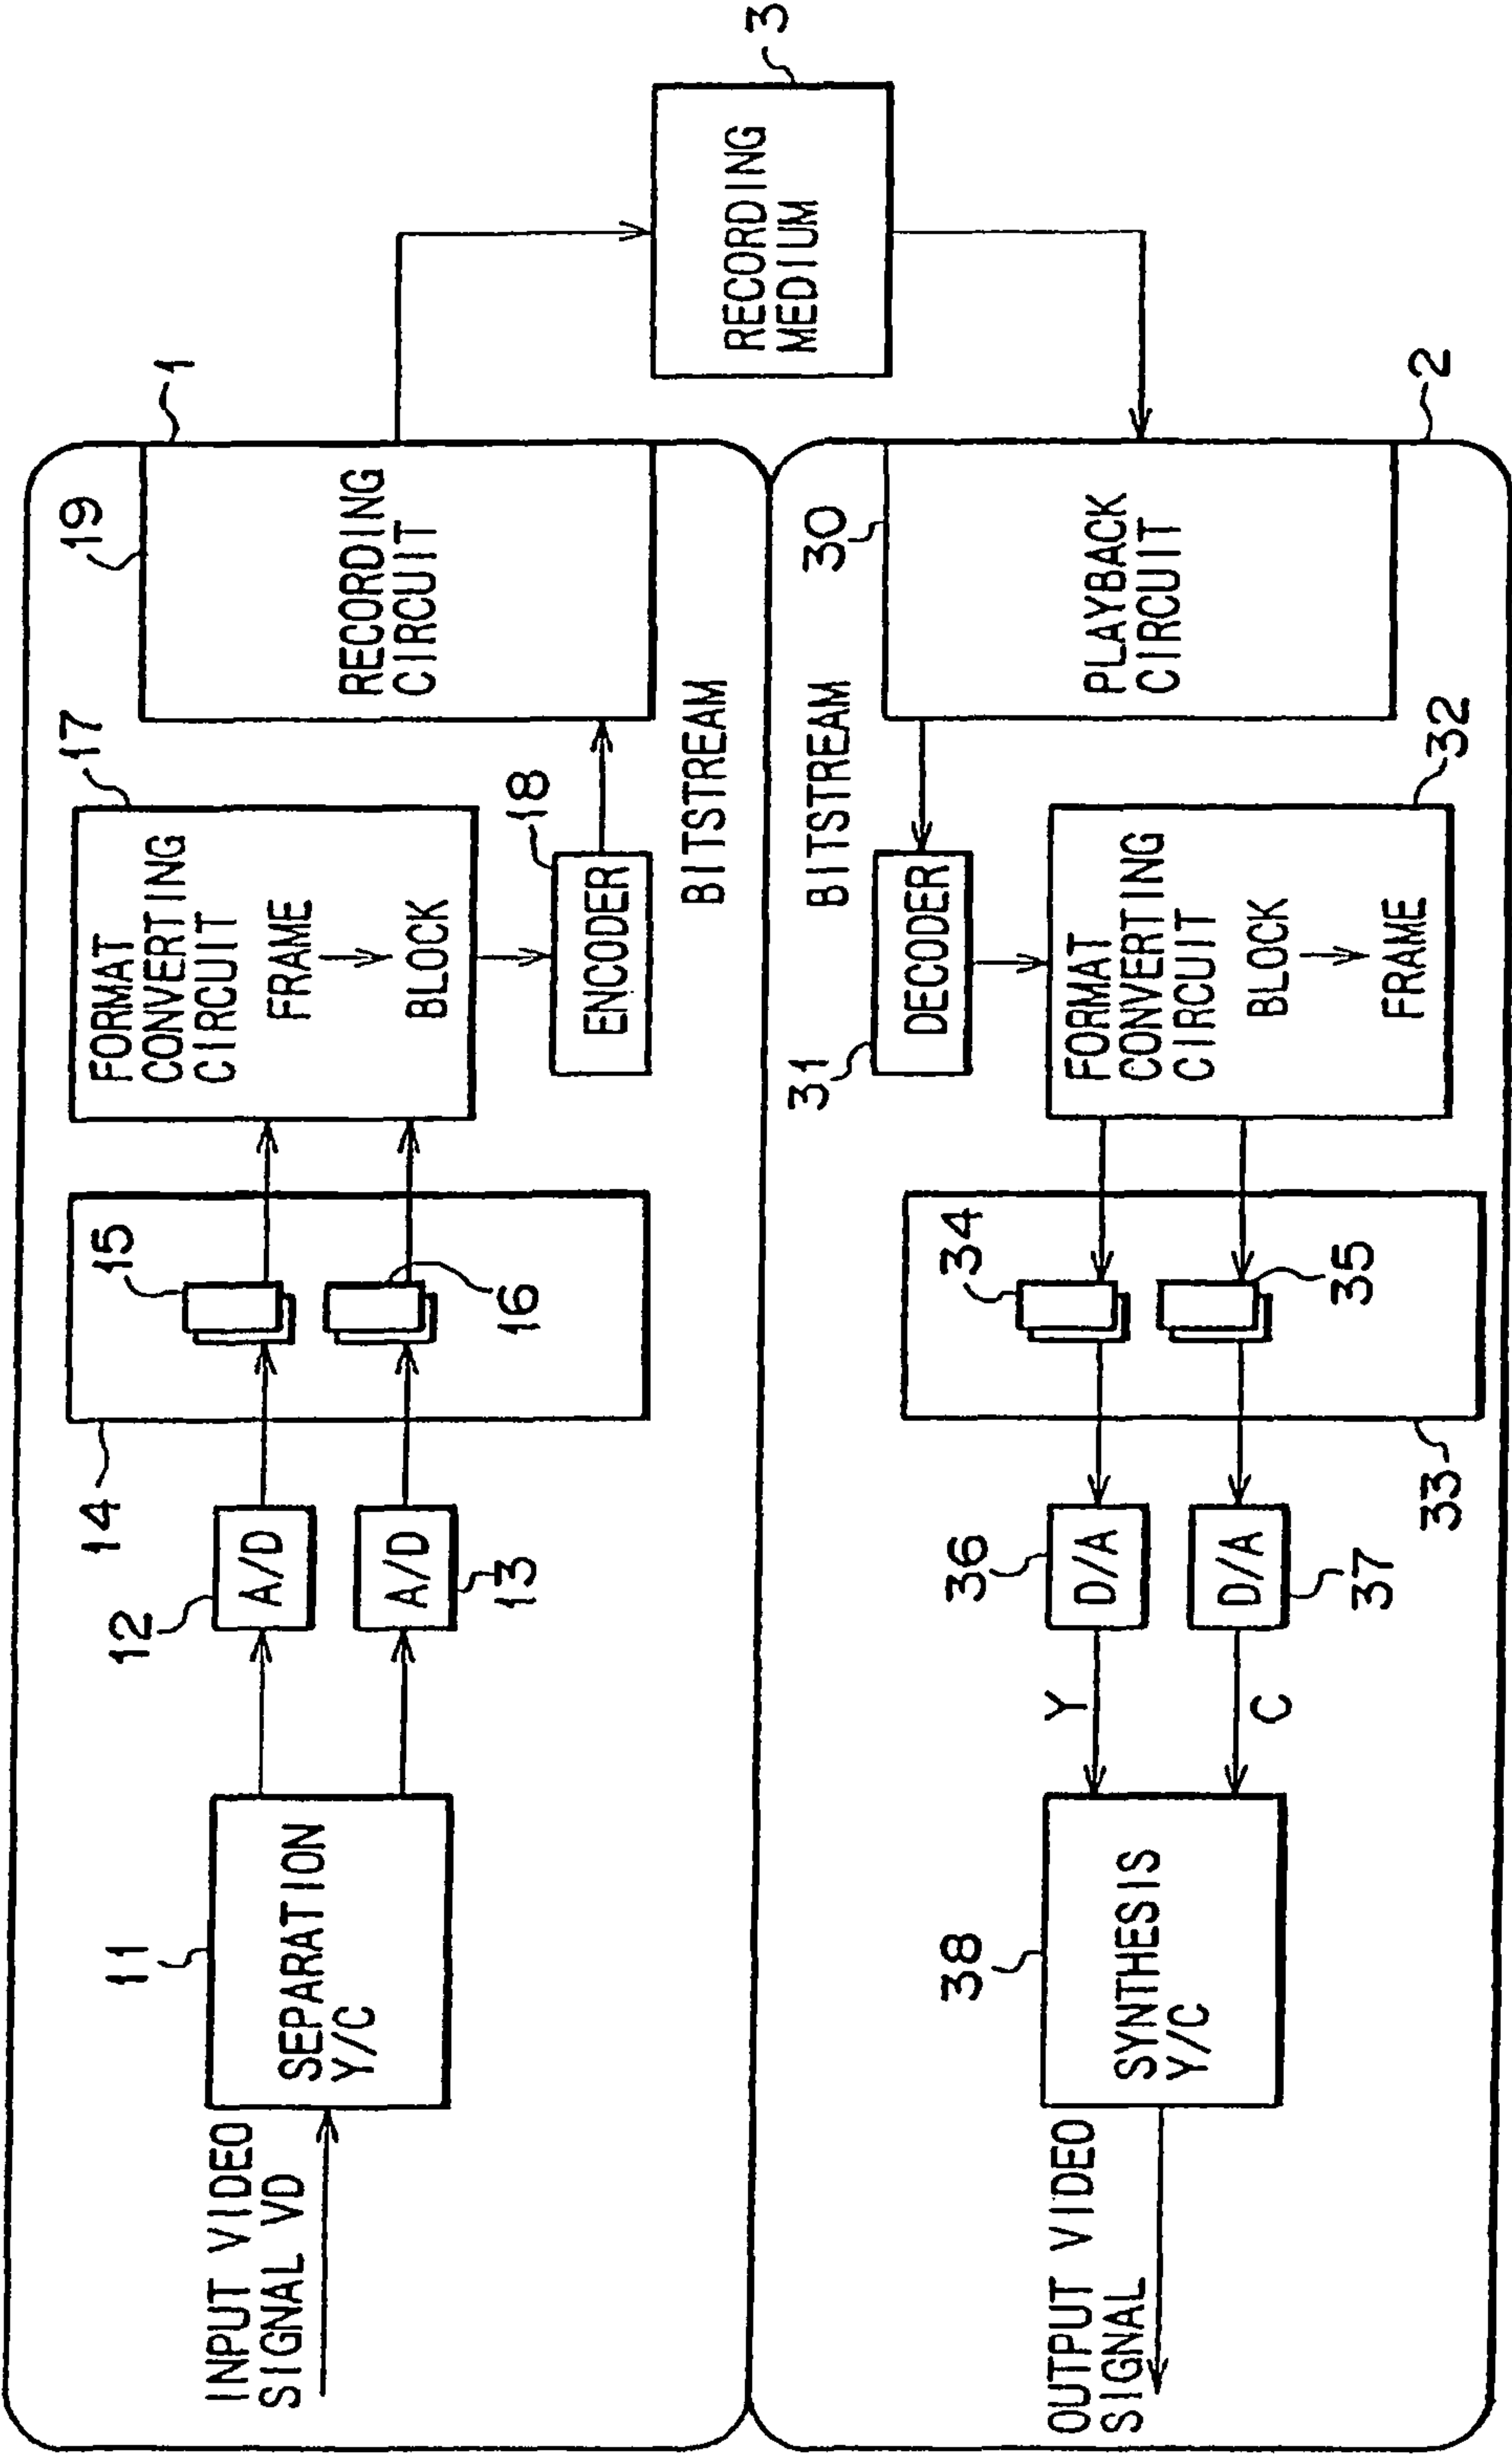 INPUT VIDEO
SIGNAL VD
11
SEPARATION
Y/C
12
A/D
A/D
13
14
15
16
17
FORMAT
CONVERTING
CIRCUIT
FRAME
BLOCK
18
ENCODER
BITSTREAM
19
RECORDING
CIRCUIT
1
3
RECORDING
MEDIUM
2
30
PLAYBACK
CIRCUIT
BITSTREAM
31
DECODER
32
FORMAT
CONVERTING
CIRCUIT
BLOCK
FRAME
33
34
35
36
D/A
D/A
37
Y
C
38
SYNTHESIS
Y/C
OUTPUT VIDEO
SIGNAL